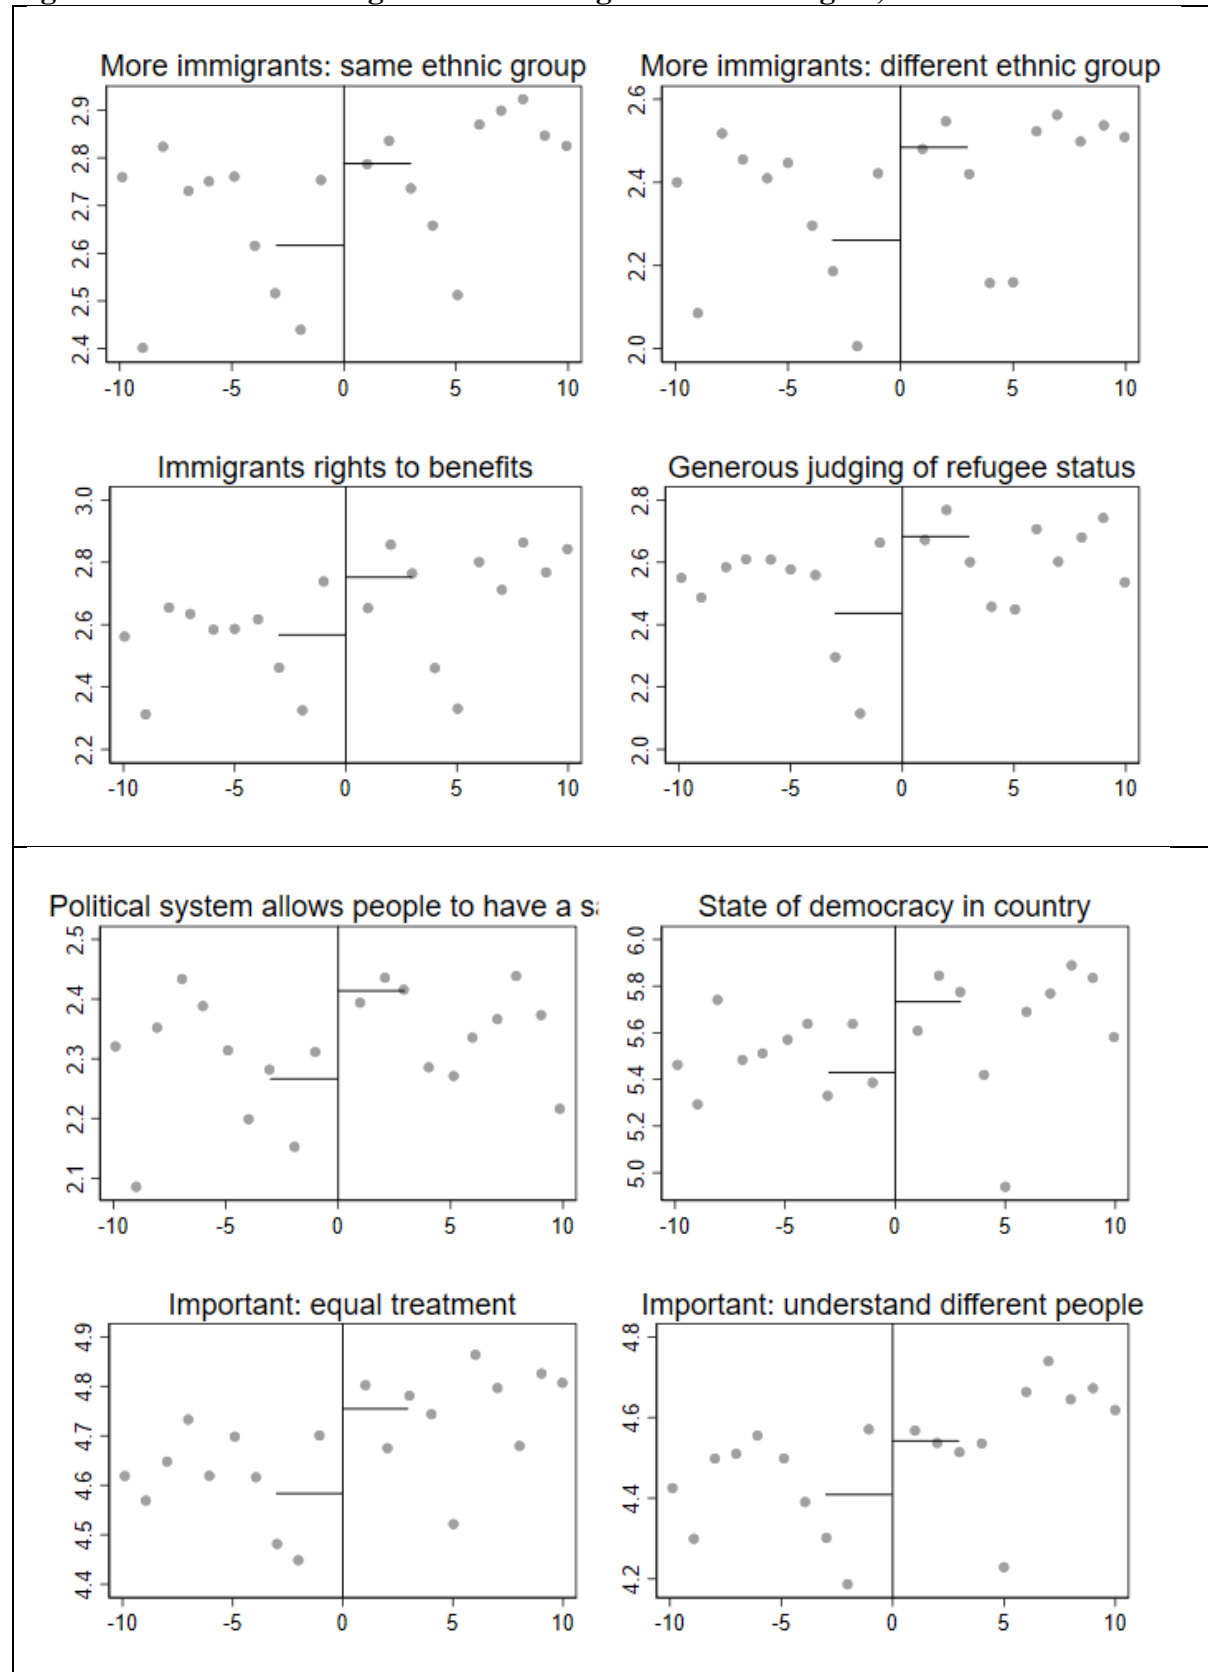 More immigrants: same ethnic group
2.9
2.8
2.7
2.6
2.5
2.4
-10 -5 0 5 10
More immigrants: different ethnic group
2.6
2.4
2.2
2.0
-10 -5 0 5 10
Immigrants rights to benefits
3.0
2.8
2.6
2.4
2.2
-10 -5 0 5 10
Generous judging of refugee status
2.8
2.6
2.4
2.2
2.0
-10 -5 0 5 10
Political system allows people to have a
2.5
2.4
2.3
2.2
2.1
-10 -5 0 5 10
State of democracy in country
6.0
5.8
5.6
5.4
5.2
5.0
-10 -5 0 5 10
Important: equal treatment
4.9
4.8
4.7
4.6
4.5
4.4
-10 -5 0 5 10
Important: understand different people
4.8
4.6
4.4
4.2
-10 -5 0 5 10